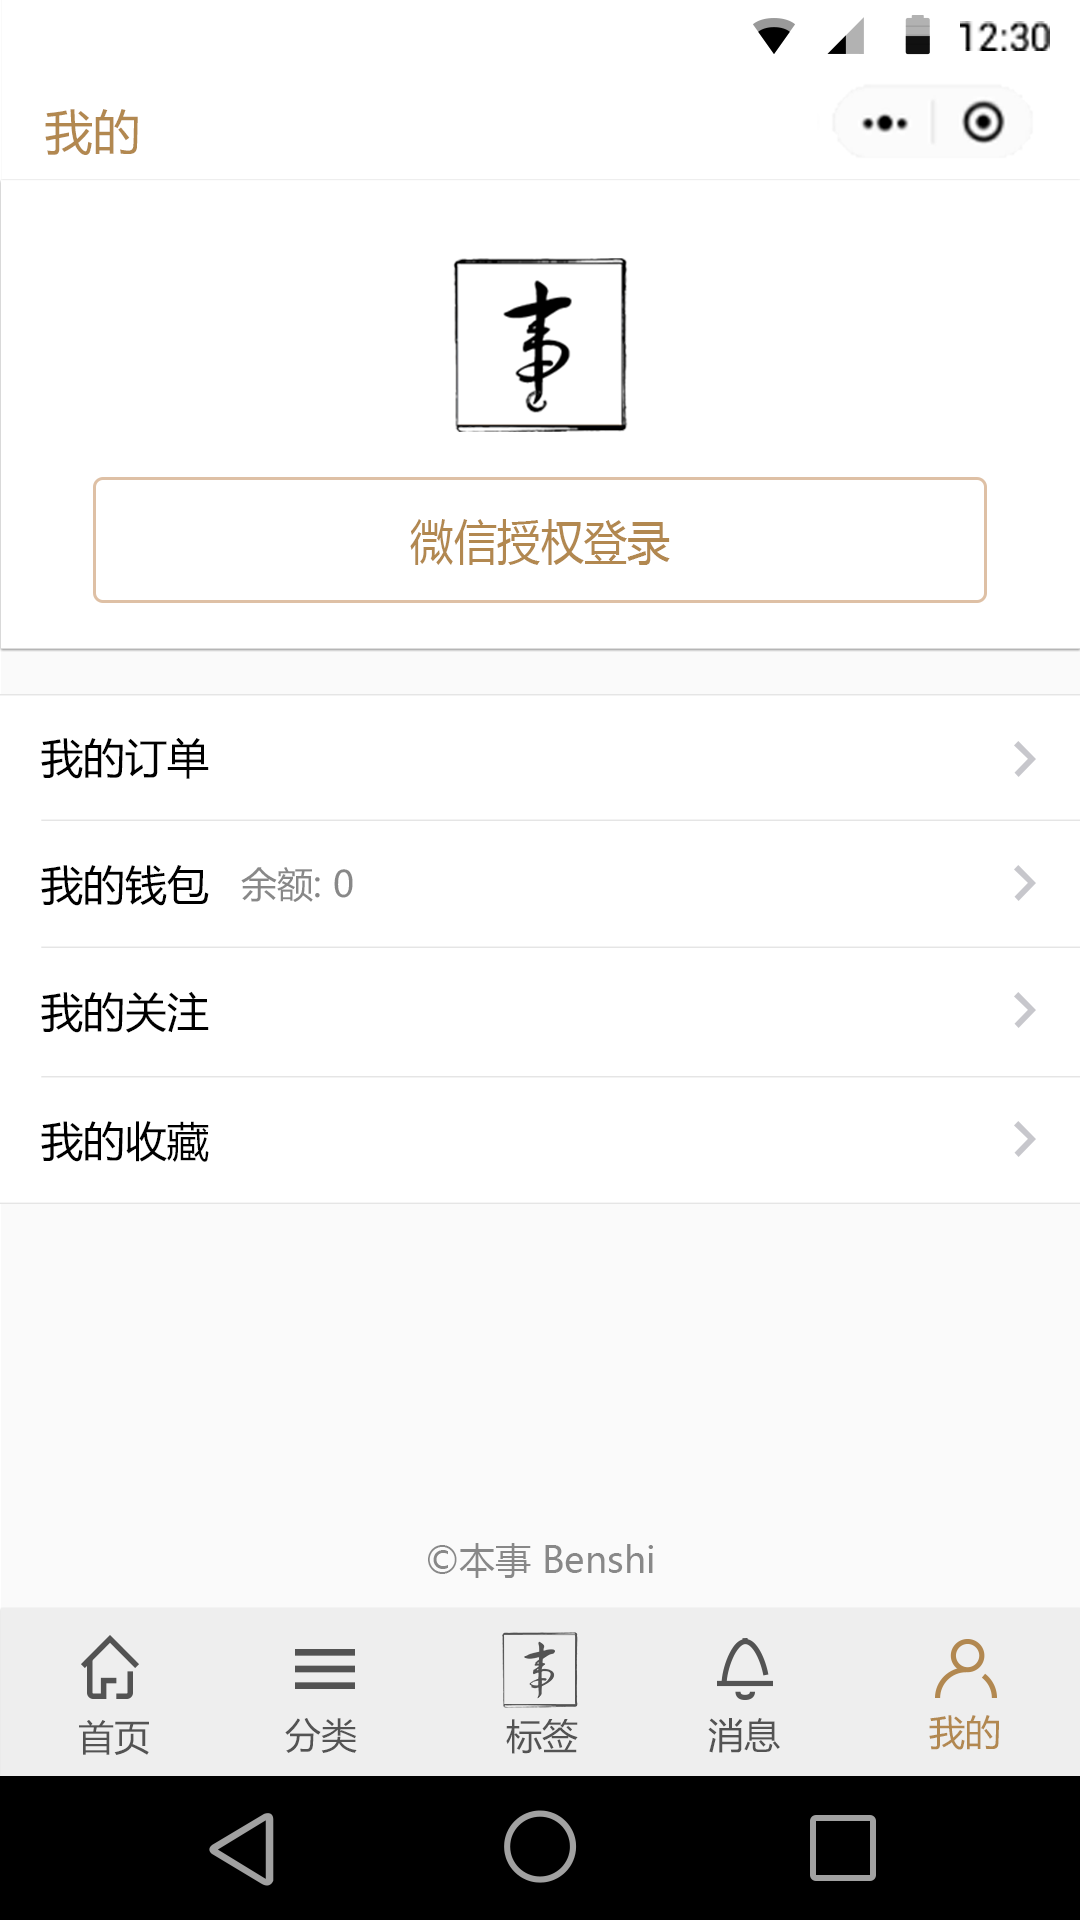 12:30
我的
事
微信授权登录
我的订单
我的钱包 余额: 0
我的关注
我的收藏
©本事 Benshi
事
首页 分类 标签 消息 我的